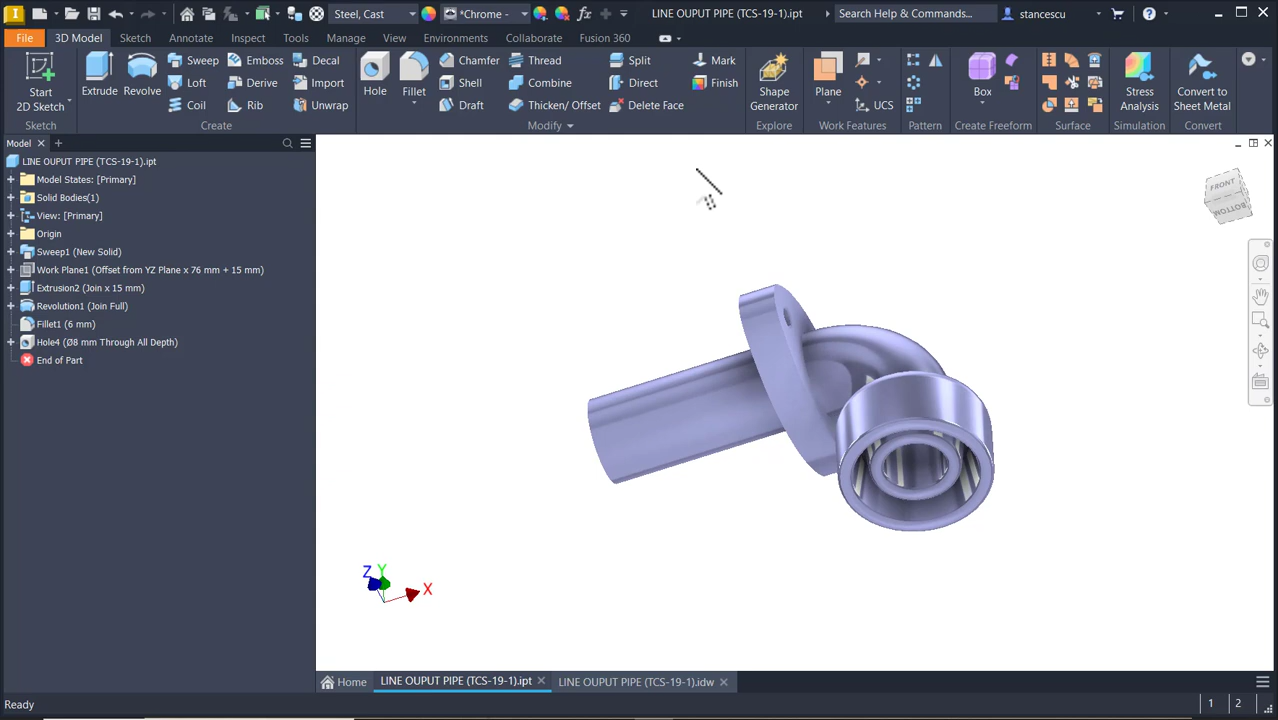 I Steel, Cast *Chrome fx LINE OUPUT PIPE (TCS-19-1).ipt Search Help & Commands... stancescu ?
File 3D Model Sketch Annotate Inspect Tools Manage View Environments Collaborate Fusion 360
Start 2D Sketch
Extrude
Revolve
Sweep Emboss Decal
Loft Derive Import
Coil Rib Unwrap
Hole
Fillet
Chamfer Thread Split
Shell Combine Direct
Draft Thicken/ Offset Delete Face
Mark
Finish
Shape Generator
Plane
UCS
Box
Stress Analysis
Convert to Sheet Metal
Sketch Create Modify Explore Work Features Pattern Create Freeform Surface Simulation Convert
Model
LINE OUPUT PIPE (TCS-19-1).ipt
Model States: [Primary]
Solid Bodies(1)
View: [Primary]
Origin
Sweep1 (New Solid)
Work Plane1 (Offset from YZ Plane x 76 mm + 15 mm)
Extrusion2 (Join x 15 mm)
Revolution1 (Join Full)
Fillet1 (6 mm)
Hole4 (Ø8 mm Through All Depth)
End of Part
FRONT
BOTTOM
Z Y X
Home LINE OUPUT PIPE (TCS-19-1).ipt LINE OUPUT PIPE (TCS-19-1).idw
Ready 1 2